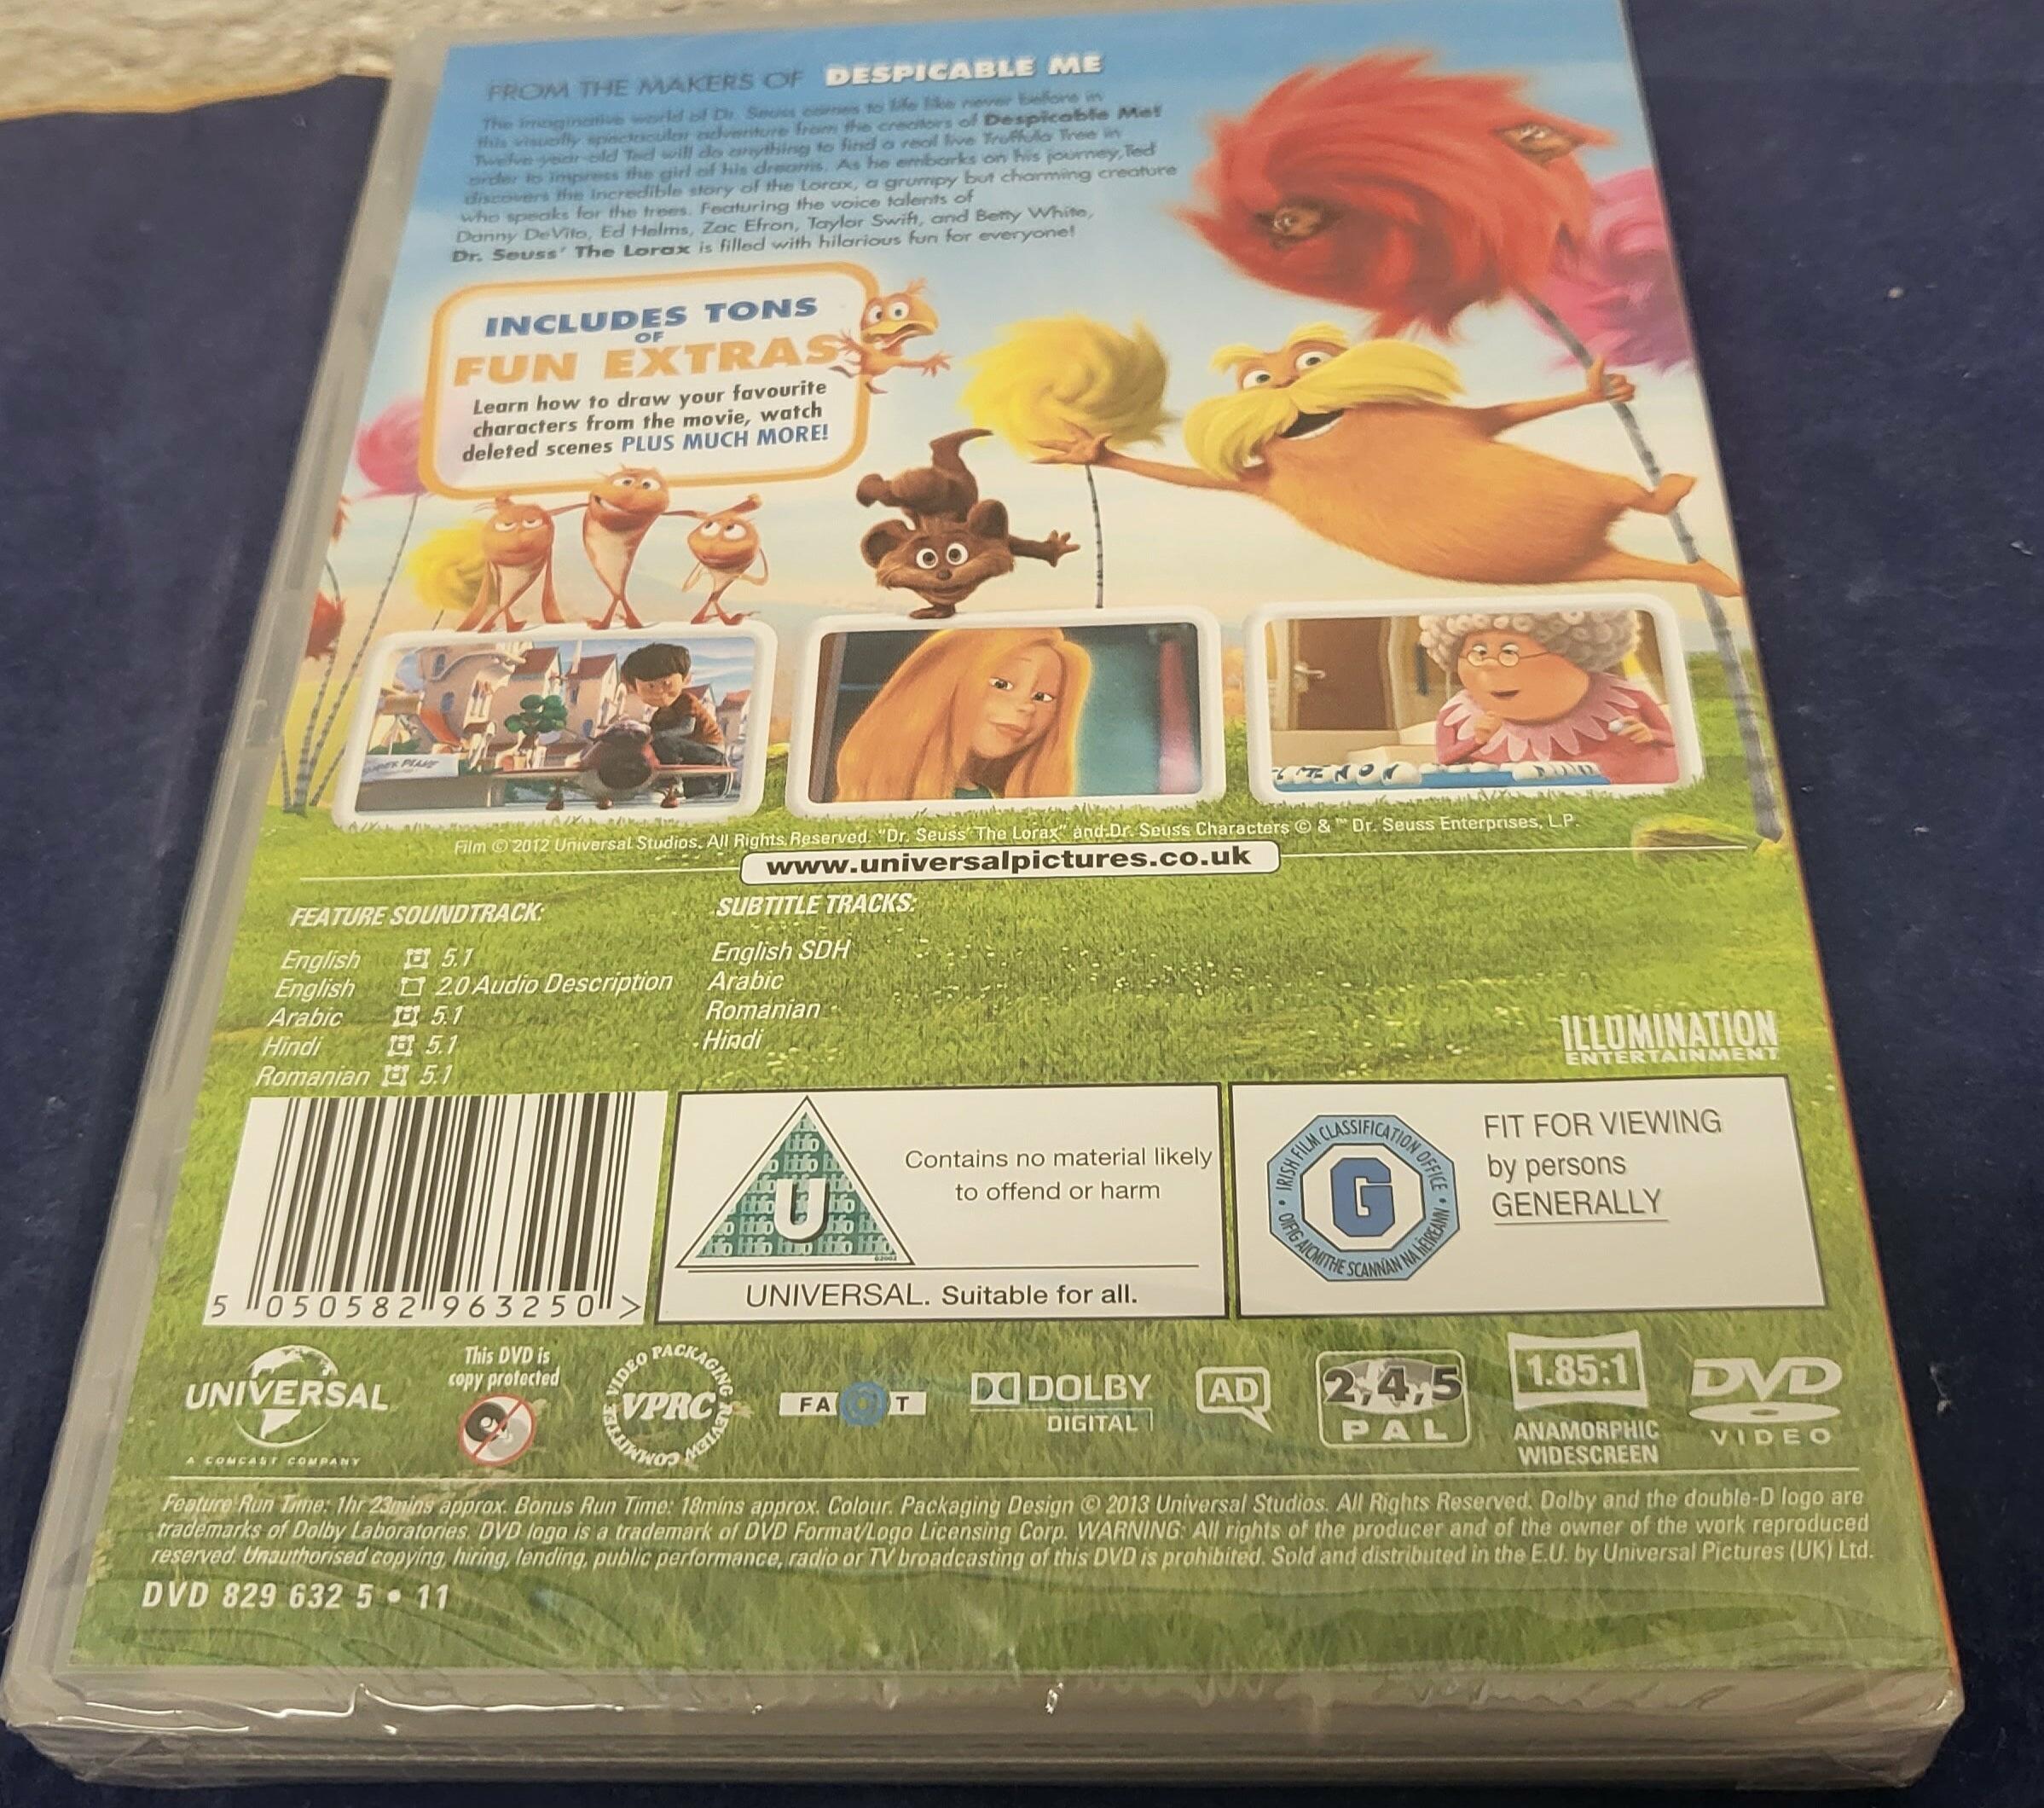 FROM THE MAKERS OF DESPICABLE ME
The imaginative world of Dr. Seuss comes to life like never before in
this visually spectacular adventure from the creators of Despicable Me!
Twelve-year-old Ted will do anything to find a real live Truffula Tree in
order to impress the girl of his dreams. As he embarks on his journey, Ted
discovers the incredible story of the Lorax, a grumpy but charming creature
who speaks for the trees. Featuring the voice talents of
Danny DeVito, Ed Helms, Zac Efron, Taylor Swift, and Betty White,
Dr. Seuss' The Lorax is filled with hilarious fun for everyone!
INCLUDES TONS
OF
FUN EXTRAS
Learn how to draw your favourite
characters from the movie, watch
deleted scenes PLUS MUCH MORE!
Film © 2012 Universal Studios. All Rights Reserved. "Dr. Seuss' The Lorax" and Dr. Seuss Characters © & ™ Dr. Seuss Enterprises, L.P.
www.universalpictures.co.uk
FEATURE SOUNDTRACK:
English 5.1
English 2.0 Audio Description
Arabic 5.1
Hindi 5.1
Romanian 5.1
SUBTITLE TRACKS:
English SDH
Arabic
Romanian
Hindi
ILLUMINATION
ENTERTAINMENT
5 050582 963250 >
U
Contains no material likely
to offend or harm
UNIVERSAL. Suitable for all.
IRISH FILM CLASSIFICATION OFFICE • OIFIG AICMITHE SCANNÁN NA hÉIREANN •
G
FIT FOR VIEWING
by persons
GENERALLY
UNIVERSAL
A COMCAST COMPANY
This DVD is
copy protected
VIDEO PACKAGING REVIEW COMMITTEE
VPRC
FA T
DOLBY
DIGITAL
AD
2,4,5
PAL
1.85:1
ANAMORPHIC
WIDESCREEN
DVD
VIDEO
Feature Run Time: 1hr 23mins approx. Bonus Run Time: 18mins approx. Colour. Packaging Design © 2013 Universal Studios. All Rights Reserved. Dolby and the double-D logo are
trademarks of Dolby Laboratories. DVD logo is a trademark of DVD Format/Logo Licensing Corp. WARNING: All rights of the producer and of the owner of the work reproduced
reserved. Unauthorised copying, hiring, lending, public performance, radio or TV broadcasting of this DVD is prohibited. Sold and distributed in the E.U. by Universal Pictures (UK) Ltd.
DVD 829 632 5 • 11